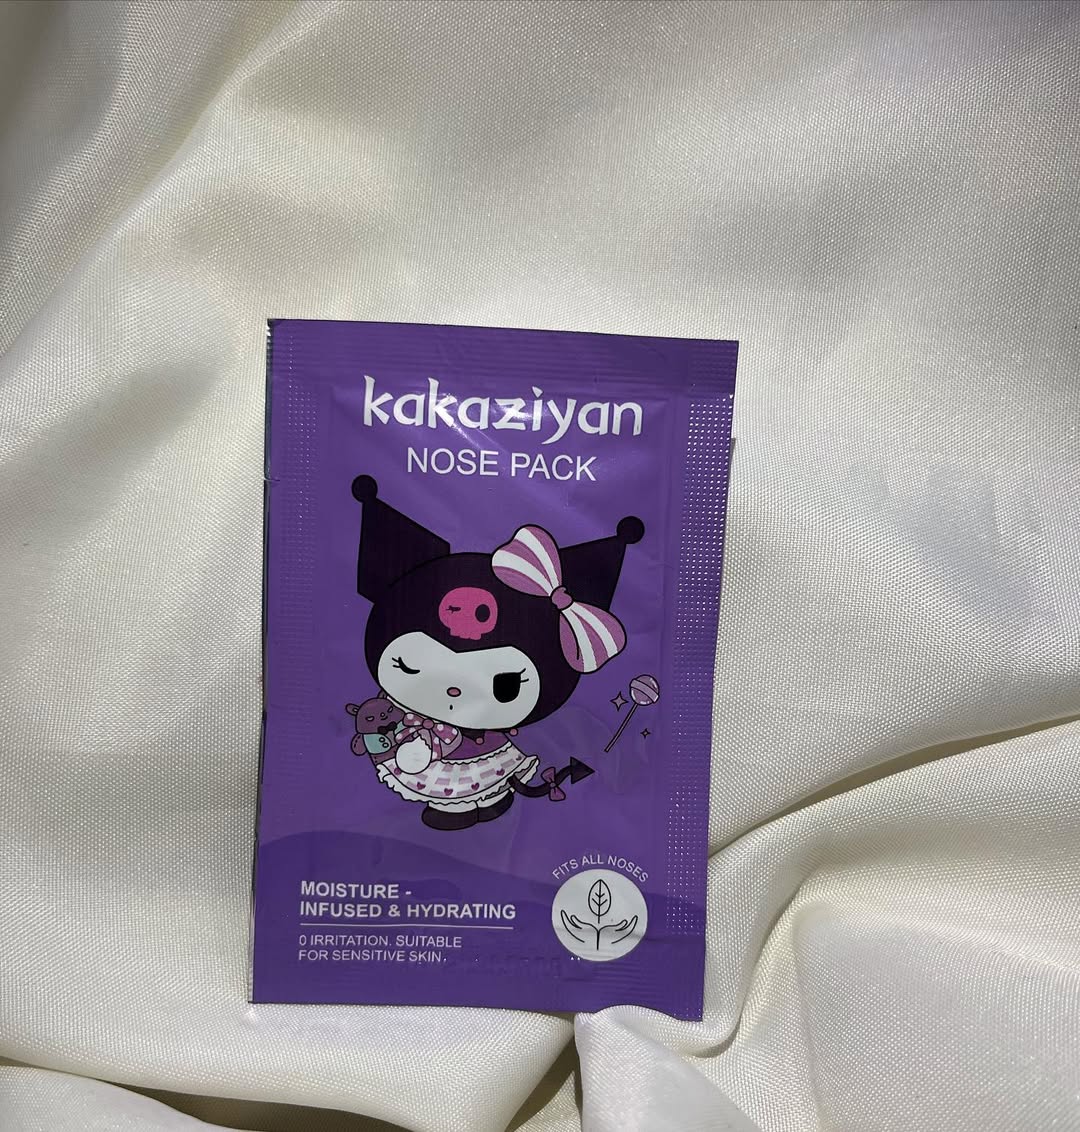 kakaziyan
NOSE PACK
MOISTURE -
INFUSED & HYDRATING
0 IRRITATION. SUITABLE
FOR SENSITIVE SKIN.
FITS ALL NOSES